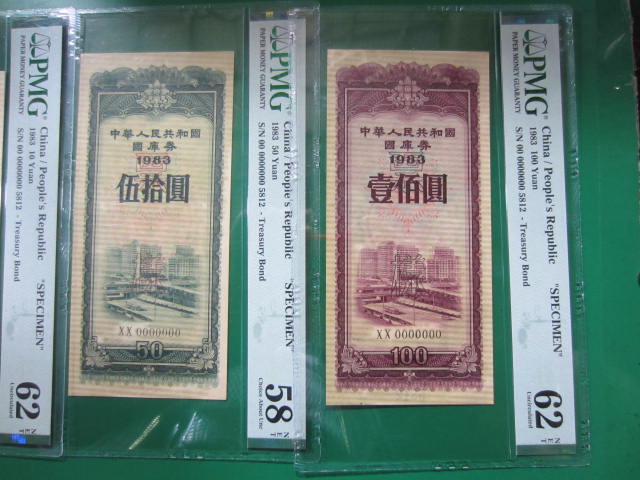 PMG
PAPER MONEY GUARANTY
China / People's Republic
1983 10 Yuan
S/N 00 0000000 5812 - Treasury Bond
"SPECIMEN"
62
Uncirculated
NET
中華人民共和國
國庫券
1983
伍拾圓
XX 0000000
50
PMG
PAPER MONEY GUARANTY
China / People's Republic
1983 50 Yuan
S/N 00 0000000 5812 - Treasury Bond
"SPECIMEN"
58
Choice About Unc
NET
中華人民共和國
國庫券
1983
壹佰圓
XX 0000000
100
PMG
PAPER MONEY GUARANTY
China / People's Republic
1983 100 Yuan
S/N 00 0000000 5812 - Treasury Bond
"SPECIMEN"
62
Uncirculated
NET